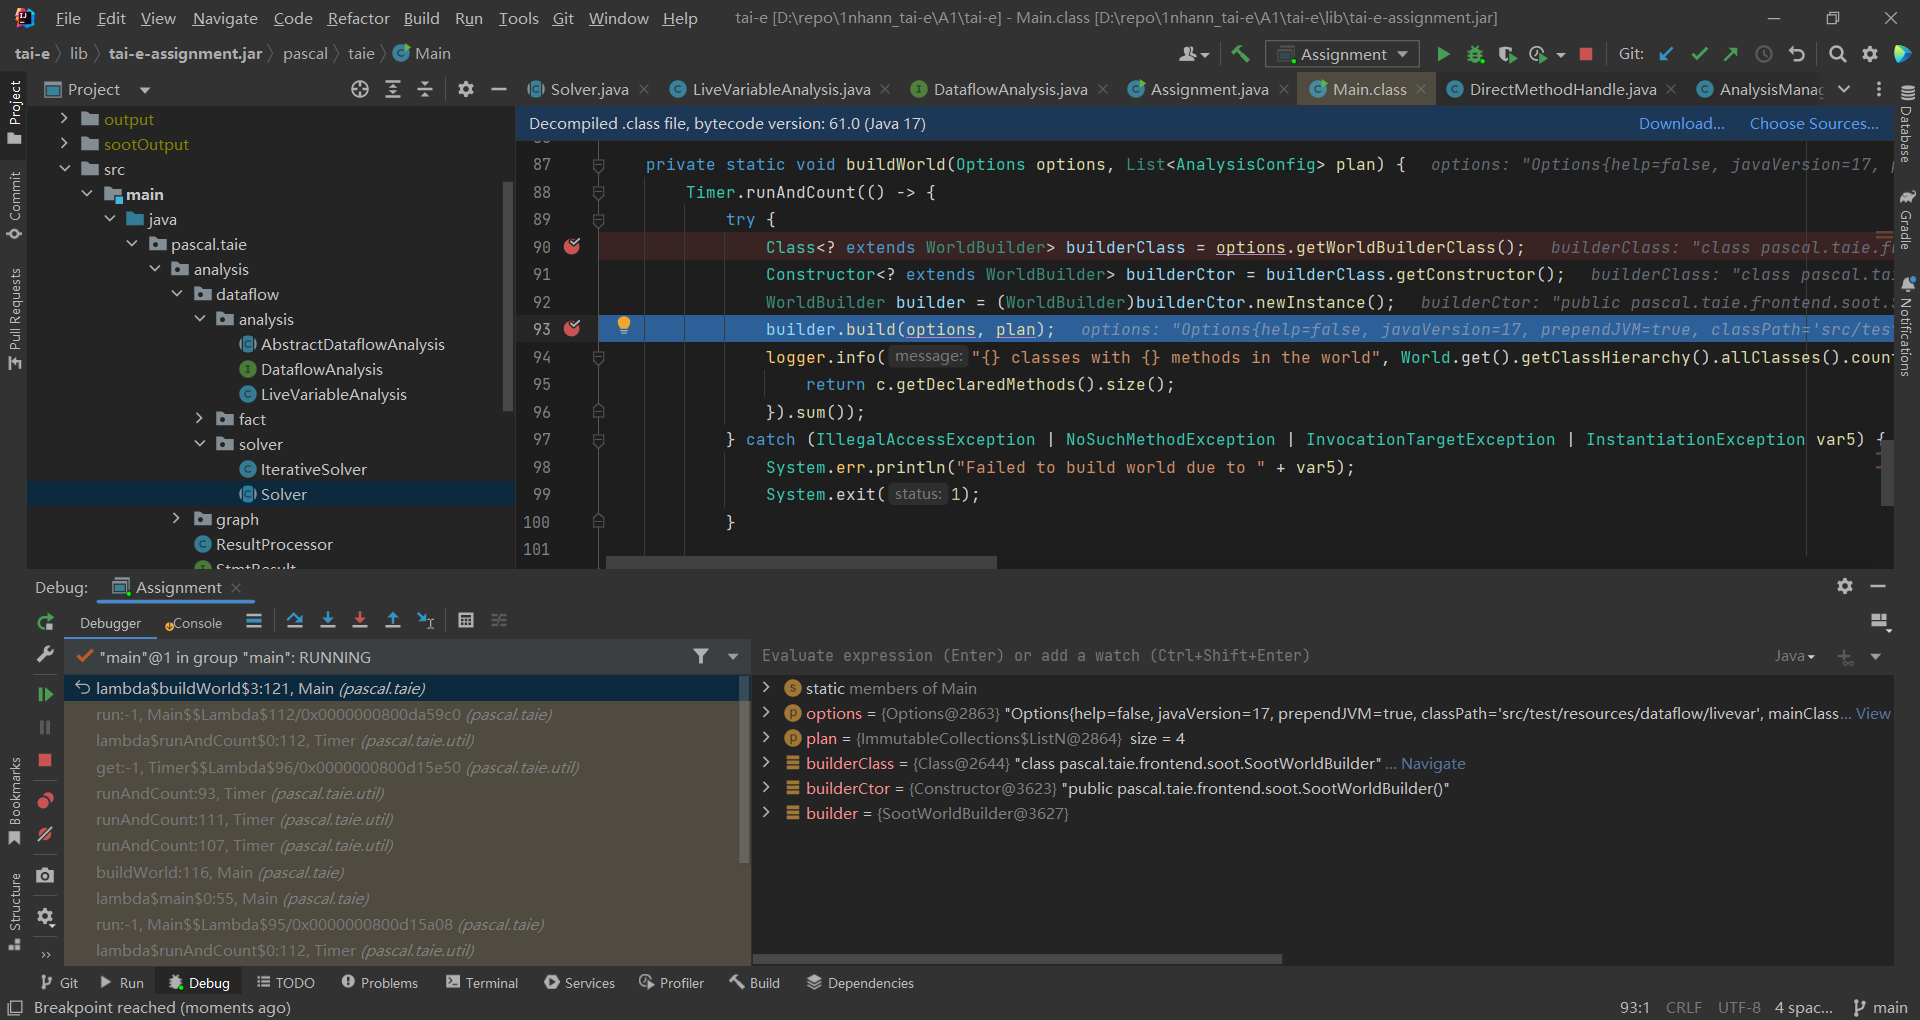 File Edit View Navigate Code Refactor Build Run Tools Git Window Help tai-e [D:\repo\1nhann_tai-e\A1\tai-e] - Main.class [D:\repo\1nhann_tai-e\A1\tai-e\lib\tai-e-assignment.jar]
tai-e lib tai-e-assignment.jar pascal taie Main Assignment Git:
Project
Solver.java LiveVariableAnalysis.java DataflowAnalysis.java Assignment.java Main.class DirectMethodHandle.java AnalysisManag
output
sootOutput
src
main
java
pascal.taie
analysis
dataflow
analysis
AbstractDataflowAnalysis
DataflowAnalysis
LiveVariableAnalysis
fact
solver
IterativeSolver
Solver
graph
ResultProcessor
StmtResult
Project
Commit
Pull Requests
Bookmarks
Structure
Decompiled .class file, bytecode version: 61.0 (Java 17) Download... Choose Sources...
87 private static void buildWorld(Options options, List<AnalysisConfig> plan) { options: "Options{help=false, javaVersion=17, p
88 Timer.runAndCount(() -> {
89 try {
90 Class<? extends WorldBuilder> builderClass = options.getWorldBuilderClass(); builderClass: "class pascal.taie.fr
91 Constructor<? extends WorldBuilder> builderCtor = builderClass.getConstructor(); builderClass: "class pascal.tai
92 WorldBuilder builder = (WorldBuilder)builderCtor.newInstance(); builderCtor: "public pascal.taie.frontend.soot.S
93 builder.build(options, plan); options: "Options{help=false, javaVersion=17, prependJVM=true, classPath='src/tes
94 logger.info( message: "{} classes with {} methods in the world", World.get().getClassHierarchy().allClasses().coun
95 return c.getDeclaredMethods().size();
96 }).sum());
97 } catch (IllegalAccessException | NoSuchMethodException | InvocationTargetException | InstantiationException var5) {
98 System.err.println("Failed to build world due to " + var5);
99 System.exit( status: 1);
100 }
101
Database
Gradle
Notifications
Debug: Assignment
Debugger Console
"main"@1 in group "main": RUNNING
lambda$buildWorld$3:121, Main (pascal.taie)
run:-1, Main$$Lambda$112/0x0000000800da59c0 (pascal.taie)
lambda$runAndCount$0:112, Timer (pascal.taie.util)
get:-1, Timer$$Lambda$96/0x0000000800d15e50 (pascal.taie.util)
runAndCount:93, Timer (pascal.taie.util)
runAndCount:111, Timer (pascal.taie.util)
runAndCount:107, Timer (pascal.taie.util)
buildWorld:116, Main (pascal.taie)
lambda$main$0:55, Main (pascal.taie)
run:-1, Main$$Lambda$95/0x0000000800d15a08 (pascal.taie)
lambda$runAndCount$0:112, Timer (pascal.taie.util)
Evaluate expression (Enter) or add a watch (Ctrl+Shift+Enter) Java
static members of Main
options = {Options@2863} "Options{help=false, javaVersion=17, prependJVM=true, classPath='src/test/resources/dataflow/livevar', mainClass... View
plan = {ImmutableCollections$ListN@2864} size = 4
builderClass = {Class@2644} "class pascal.taie.frontend.soot.SootWorldBuilder" ... Navigate
builderCtor = {Constructor@3623} "public pascal.taie.frontend.soot.SootWorldBuilder()"
builder = {SootWorldBuilder@3627}
Git Run Debug TODO Problems Terminal Services Profiler Build Dependencies
Breakpoint reached (moments ago) 93:1 CRLF UTF-8 4 spac... main